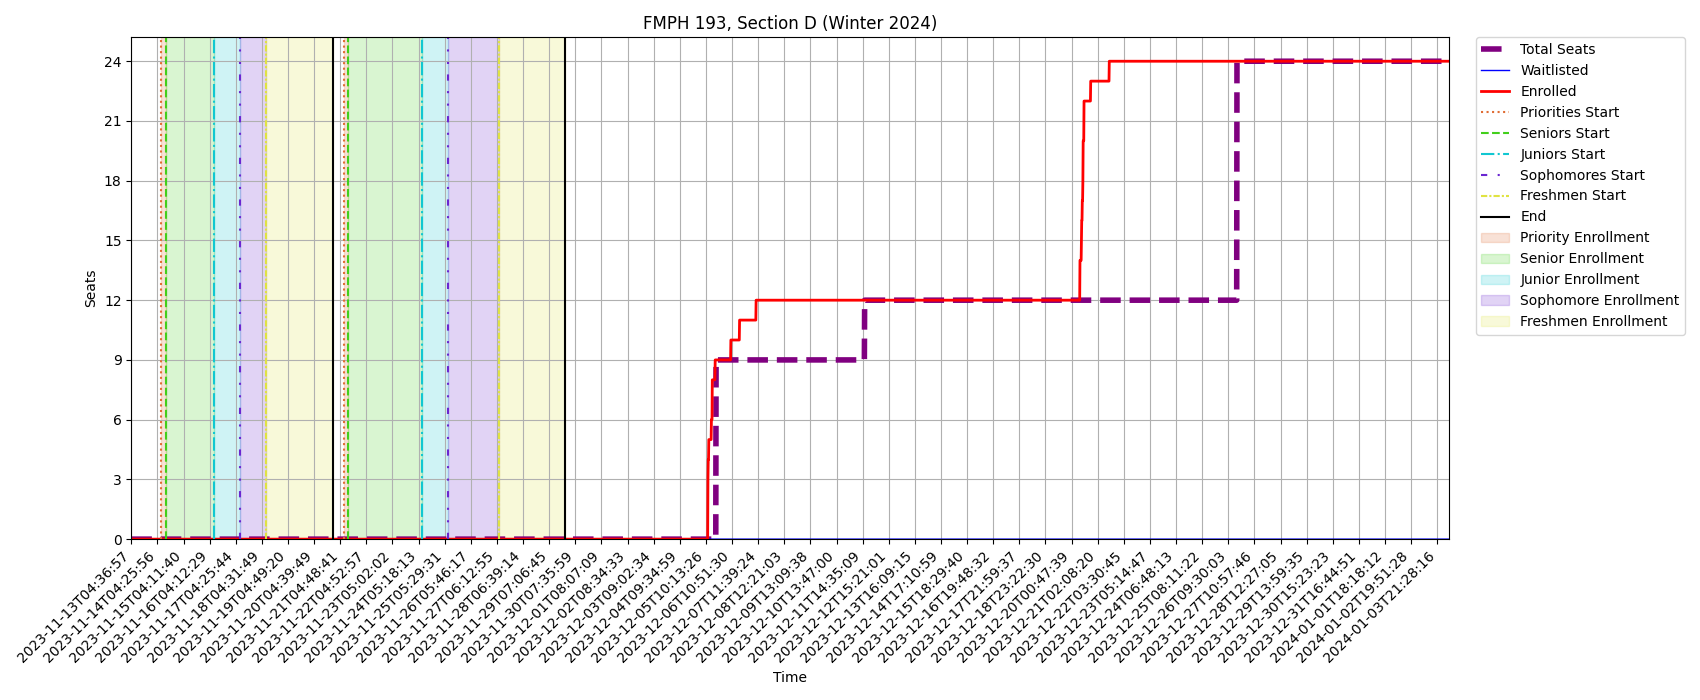 FMPH 193, Section D (Winter 2024)
Seats
24
21
18
15
12
9
6
3
0
2023-11-13T04:36:57
2023-11-14T04:25:56
2023-11-15T04:11:40
2023-11-16T04:12:29
2023-11-17T04:25:44
2023-11-18T04:31:49
2023-11-19T04:49:20
2023-11-20T04:39:49
2023-11-21T04:48:41
2023-11-22T04:52:57
2023-11-23T05:02:02
2023-11-24T05:18:13
2023-11-25T05:29:31
2023-11-26T05:46:17
2023-11-27T06:12:55
2023-11-28T06:39:14
2023-11-29T07:06:45
2023-11-30T07:35:59
2023-12-01T08:07:09
2023-12-02T08:34:33
2023-12-03T09:02:34
2023-12-04T09:34:59
2023-12-05T10:13:26
2023-12-06T10:51:30
2023-12-07T11:39:24
2023-12-08T12:21:03
2023-12-09T13:09:38
2023-12-10T13:47:00
2023-12-11T14:35:09
2023-12-12T15:21:01
2023-12-13T16:09:15
2023-12-14T17:10:59
2023-12-15T18:29:40
2023-12-16T19:48:32
2023-12-17T21:59:37
2023-12-18T23:22:30
2023-12-20T00:47:39
2023-12-21T02:08:20
2023-12-22T03:30:45
2023-12-23T05:14:47
2023-12-24T06:48:13
2023-12-25T08:11:22
2023-12-26T09:30:03
2023-12-27T10:57:46
2023-12-28T12:27:05
2023-12-29T13:59:35
2023-12-30T15:23:23
2023-12-31T16:44:51
2024-01-01T18:18:12
2024-01-02T19:51:28
2024-01-03T21:28:16
Time
Total Seats
Waitlisted
Enrolled
Priorities Start
Seniors Start
Juniors Start
Sophomores Start
Freshmen Start
End
Priority Enrollment
Senior Enrollment
Junior Enrollment
Sophomore Enrollment
Freshmen Enrollment